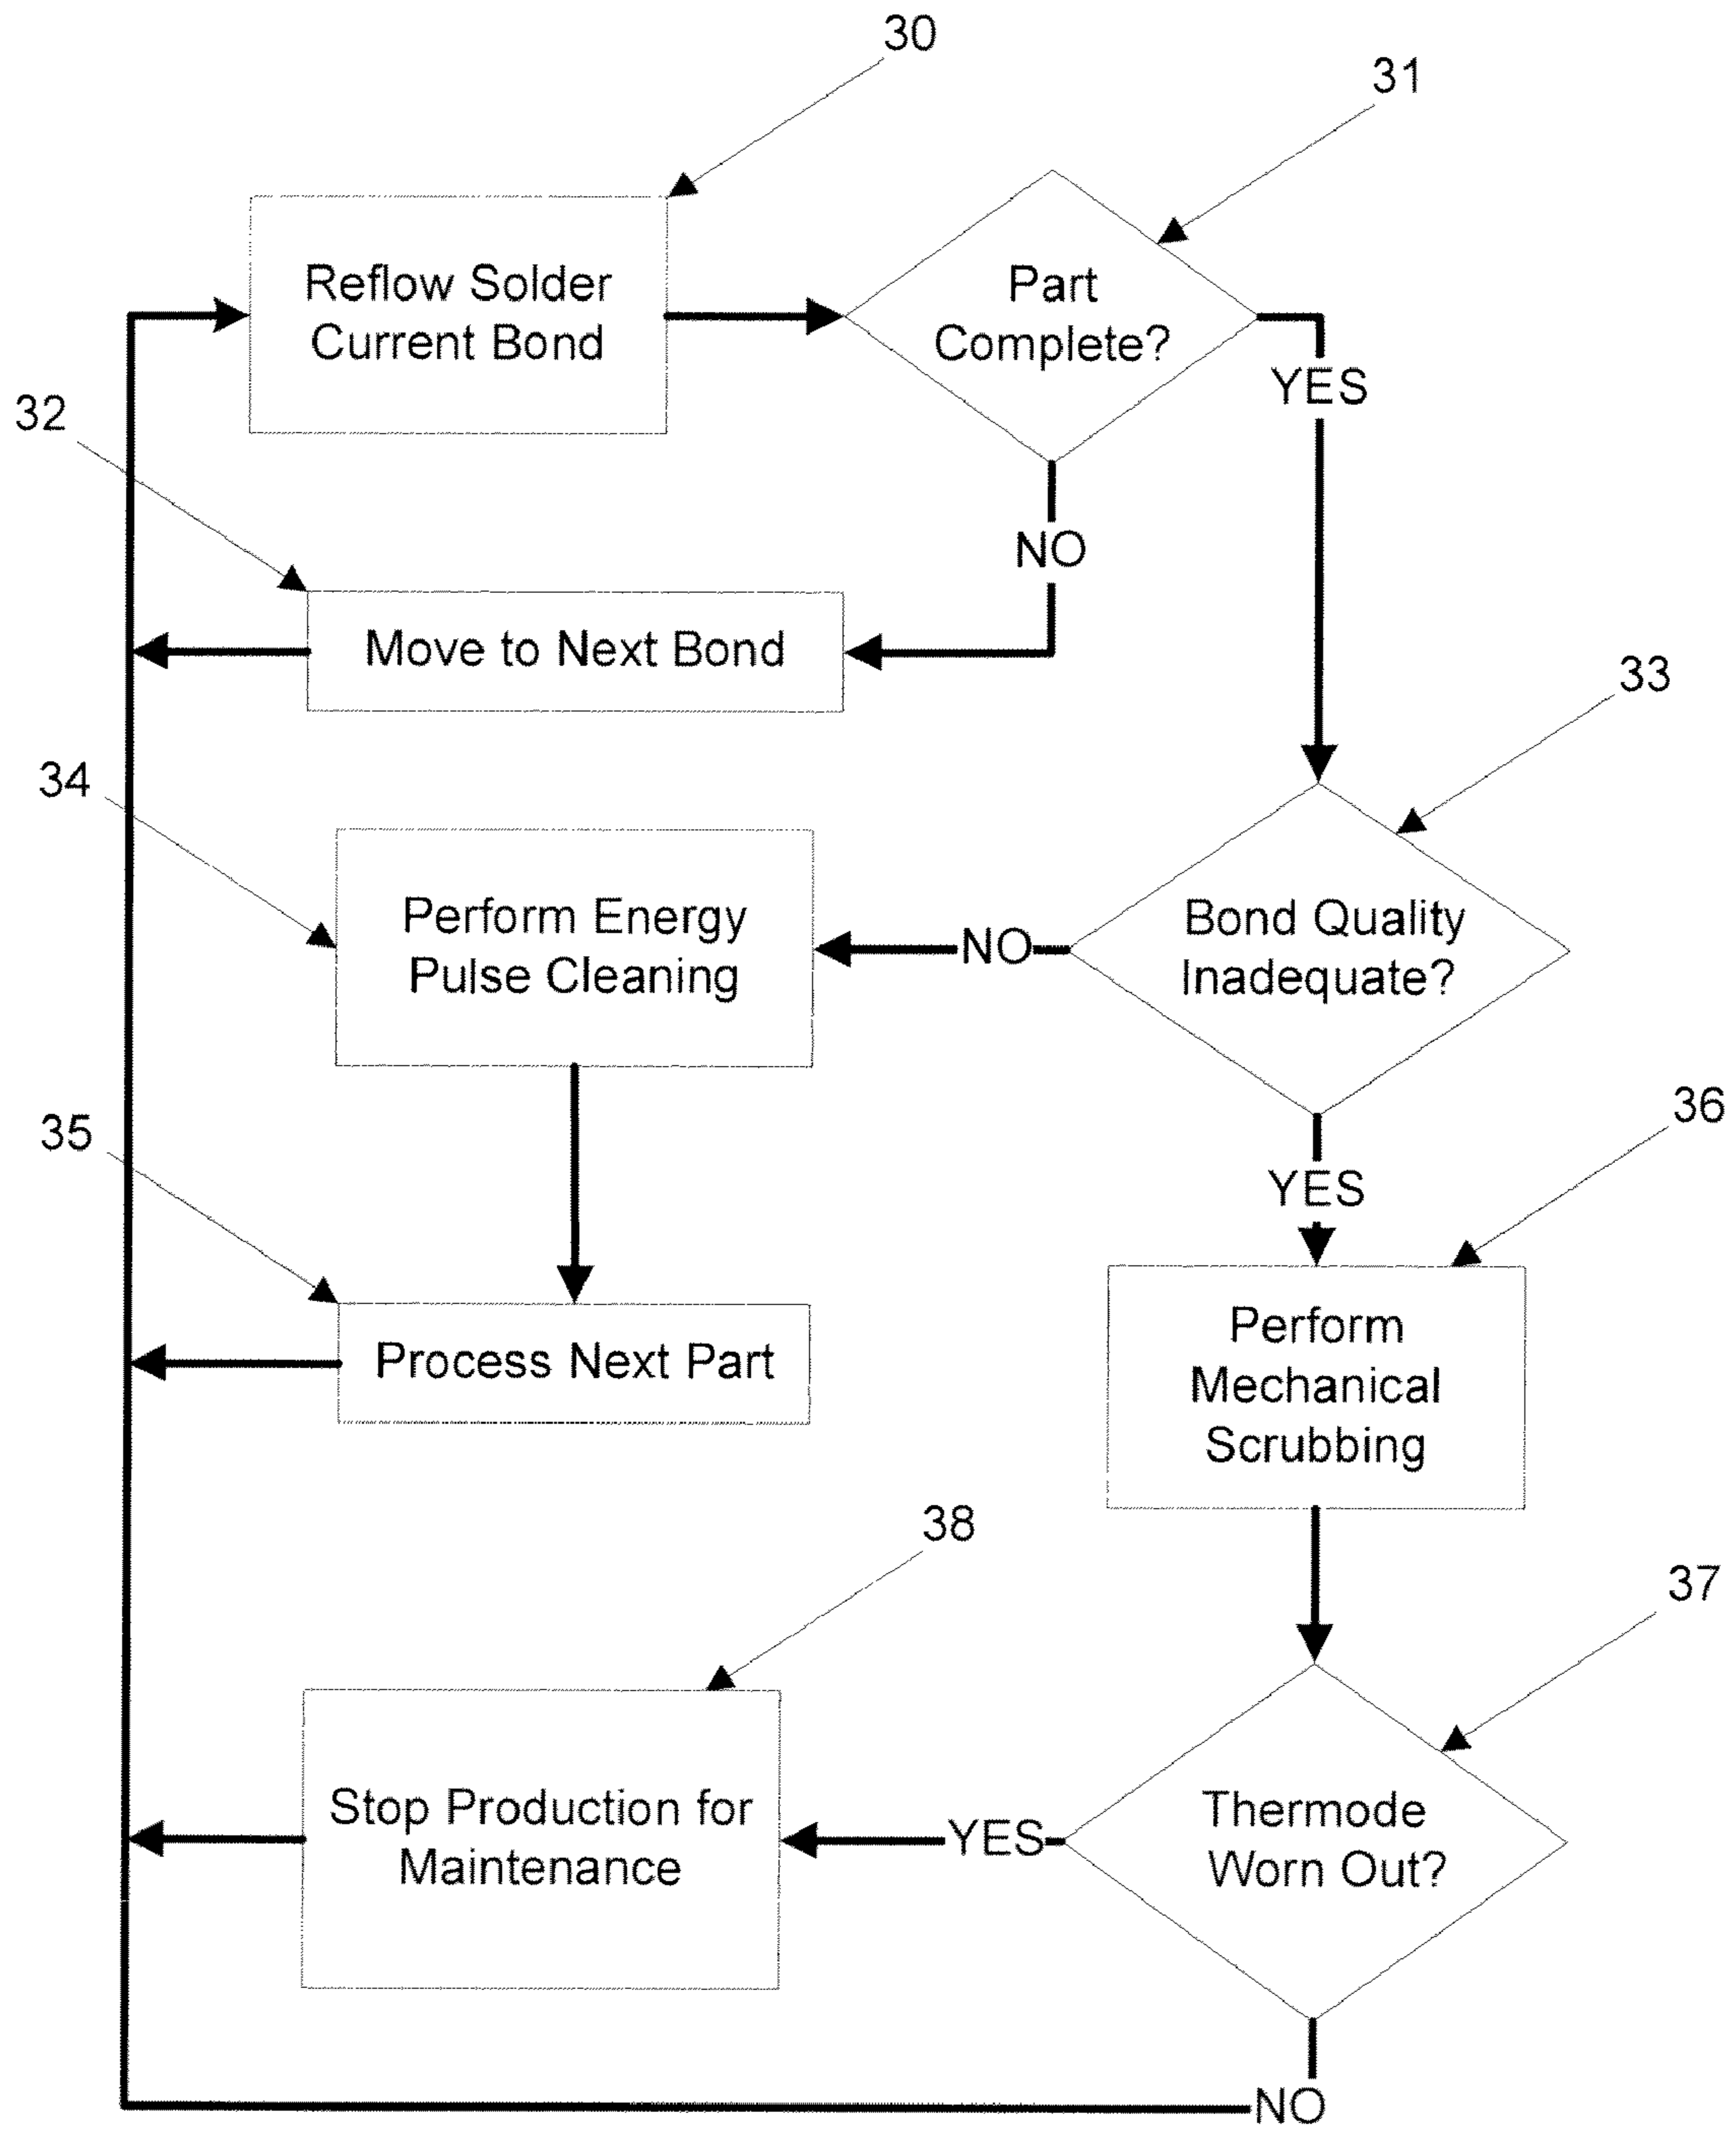 30
31
Reflow Solder
Current Bond
Part
Complete?
YES
32
NO
Move to Next Bond
33
34
Perform Energy
Pulse Cleaning
NO
Bond Quality
Inadequate?
35
36
YES
Process Next Part
Perform
Mechanical
Scrubbing
38
37
Stop Production for
Maintenance
YES
Thermode
Worn Out?
NO